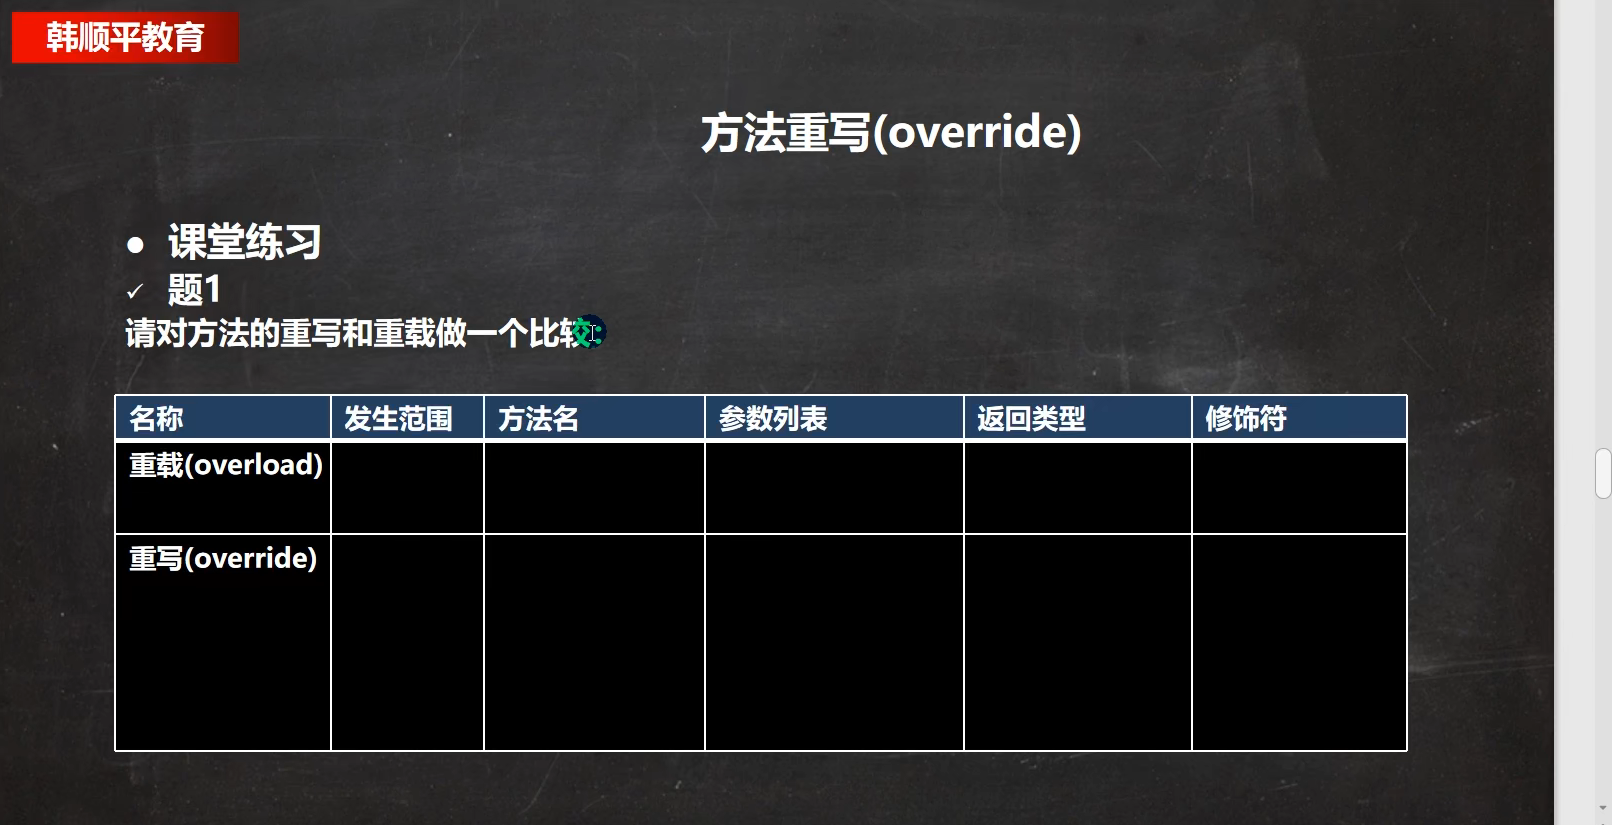 韩顺平教育
方法重写(override)
● 课堂练习
✓ 题1
请对方法的重写和重载做一个比较:
名称 发生范围 方法名 参数列表 返回类型 修饰符
重载(overload)
重写(override)